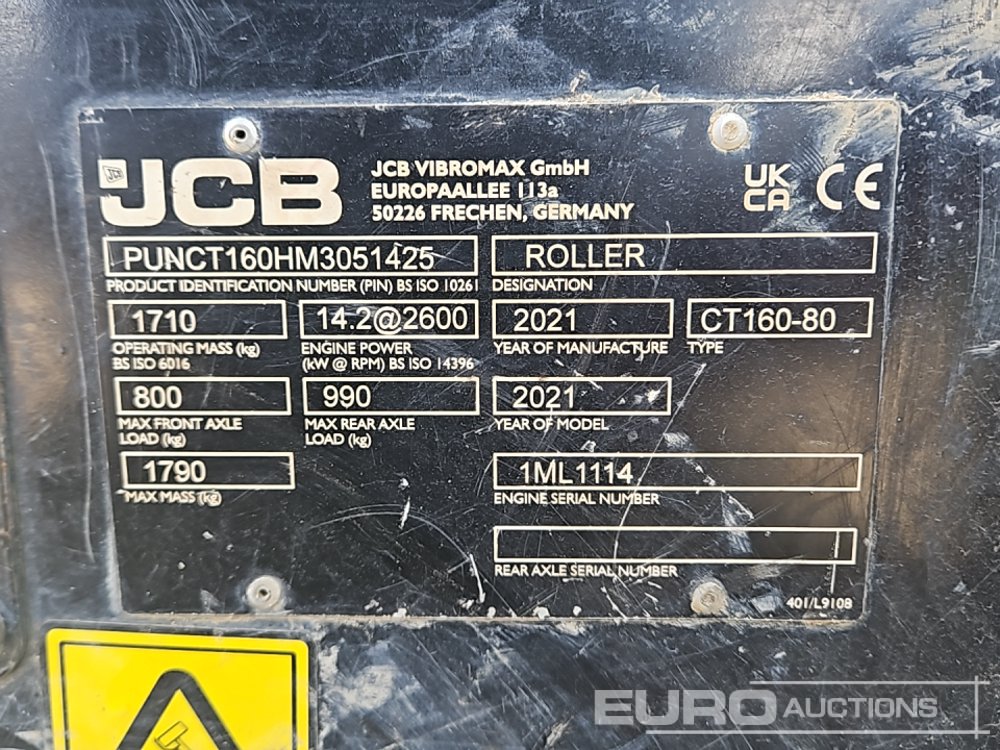 JCB
JCB
JCB VIBROMAX GmbH
EUROPAALLEE 113a
50226 FRECHEN, GERMANY
UK
CA
CE
PUNCT160HM3051425
PRODUCT IDENTIFICATION NUMBER (PIN) BS ISO 10261
ROLLER
DESIGNATION
1710
OPERATING MASS (kg)
BS ISO 6016
14.2@2600
ENGINE POWER
(kW @ RPM) BS ISO 14396
2021
YEAR OF MANUFACTURE
CT160-80
TYPE
800
MAX FRONT AXLE
LOAD (kg)
990
MAX REAR AXLE
LOAD (kg)
2021
YEAR OF MODEL
1790
MAX MASS (kg)
1ML1114
ENGINE SERIAL NUMBER
REAR AXLE SERIAL NUMBER
401/L9108
EURO AUCTIONS